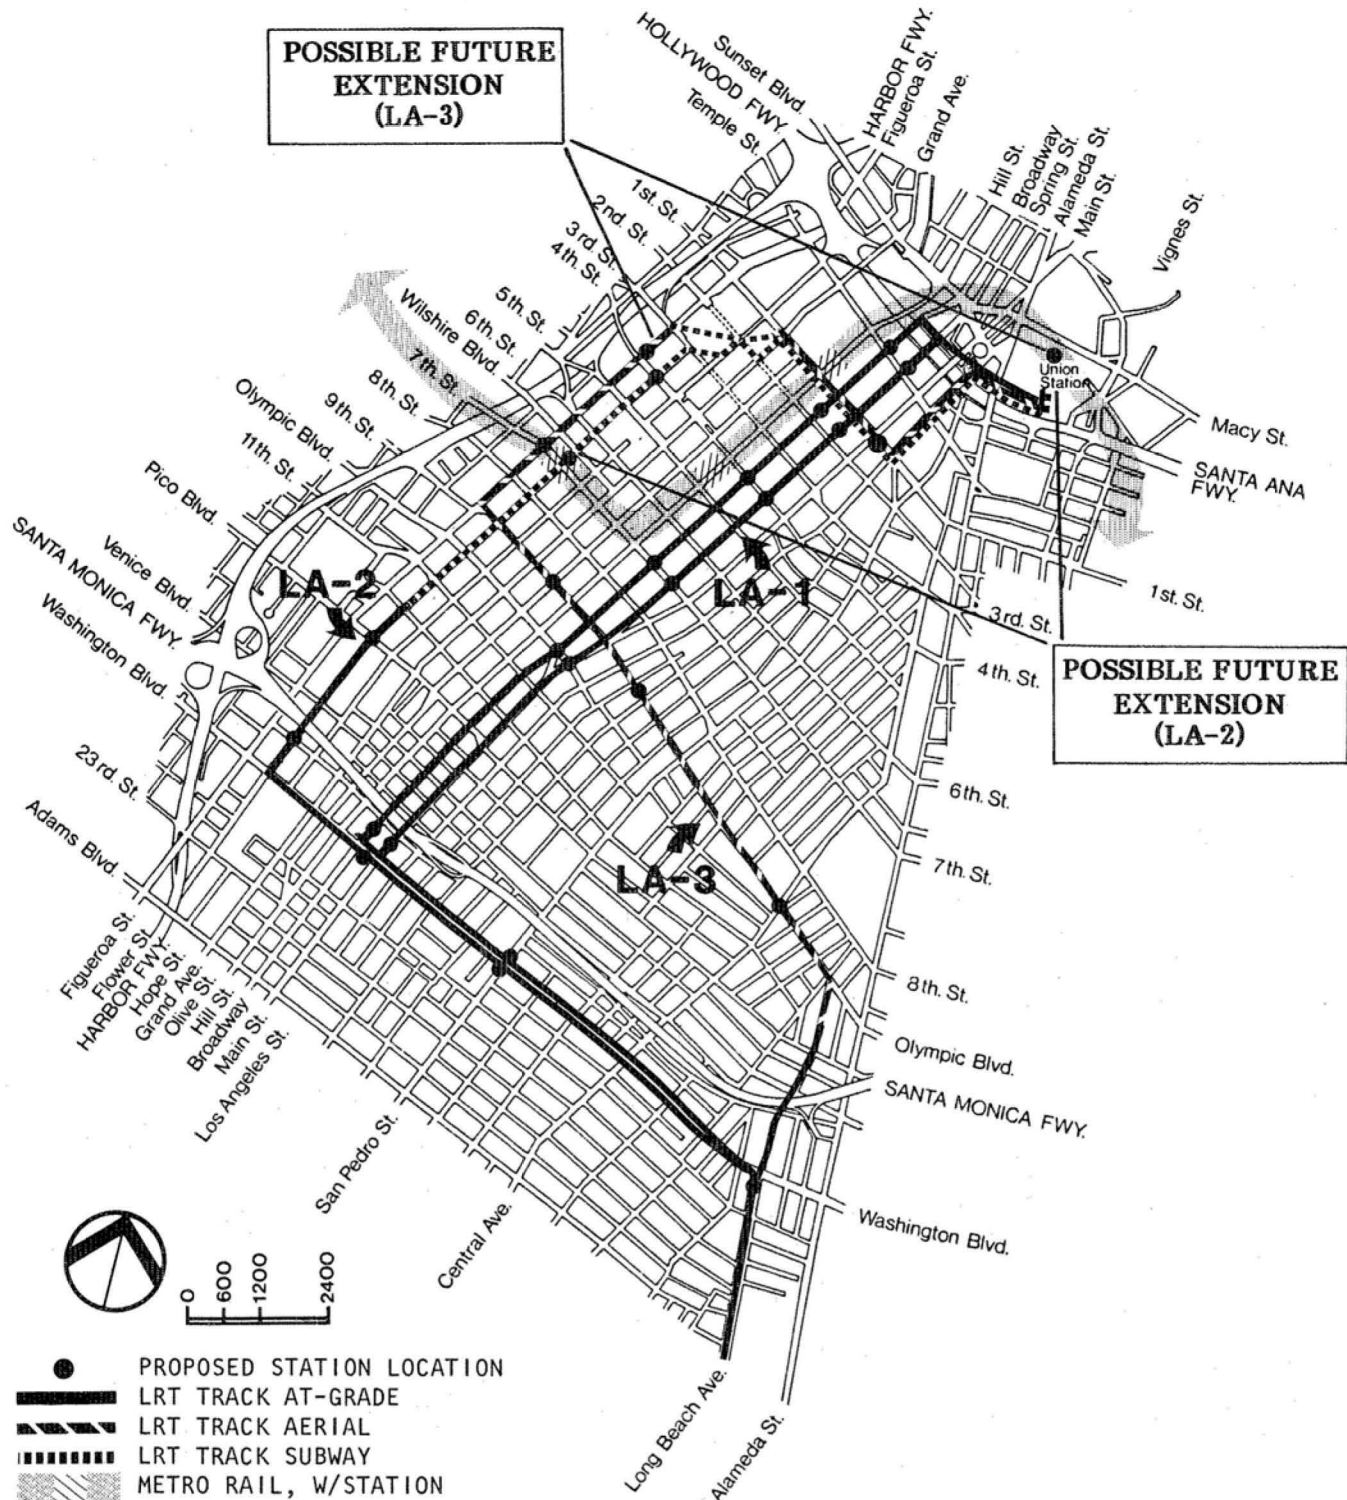 POSSIBLE FUTURE
EXTENSION
(LA-3)
Sunset Blvd.
HOLLYWOOD FWY.
Temple St.
HARBOR FWY.
Figueroa St.
Grand Ave.
Hill St.
Broadway
Spring St.
Alameda St.
Main St.
Vignes St.
1st. St.
2nd. St.
3rd. St.
4th. St.
5th. St.
6th. St.
Wilshire Blvd.
7th. St.
8th. St.
9th. St.
Olympic Blvd.
11th. St.
Pico Blvd.
SANTA MONICA FWY.
Venice Blvd.
Washington Blvd.
23rd. St.
Adams Blvd.
Union
Station
Macy St.
SANTA ANA
FWY.
1st. St.
3rd. St.
4th. St.
POSSIBLE FUTURE
EXTENSION
(LA-2)
LA-2
LA-1
LA-3
6th. St.
7th. St.
8th. St.
Olympic Blvd.
SANTA MONICA FWY.
Washington Blvd.
Figueroa St.
Flower St.
HARBOR FWY.
Hope St.
Grand Ave.
Olive St.
Hill St.
Broadway
Main St.
Los Angeles St.
San Pedro St.
Central Ave.
Long Beach Ave.
Alameda St.
0
600
1200
2400
PROPOSED STATION LOCATION
LRT TRACK AT-GRADE
LRT TRACK AERIAL
LRT TRACK SUBWAY
METRO RAIL, W/STATION